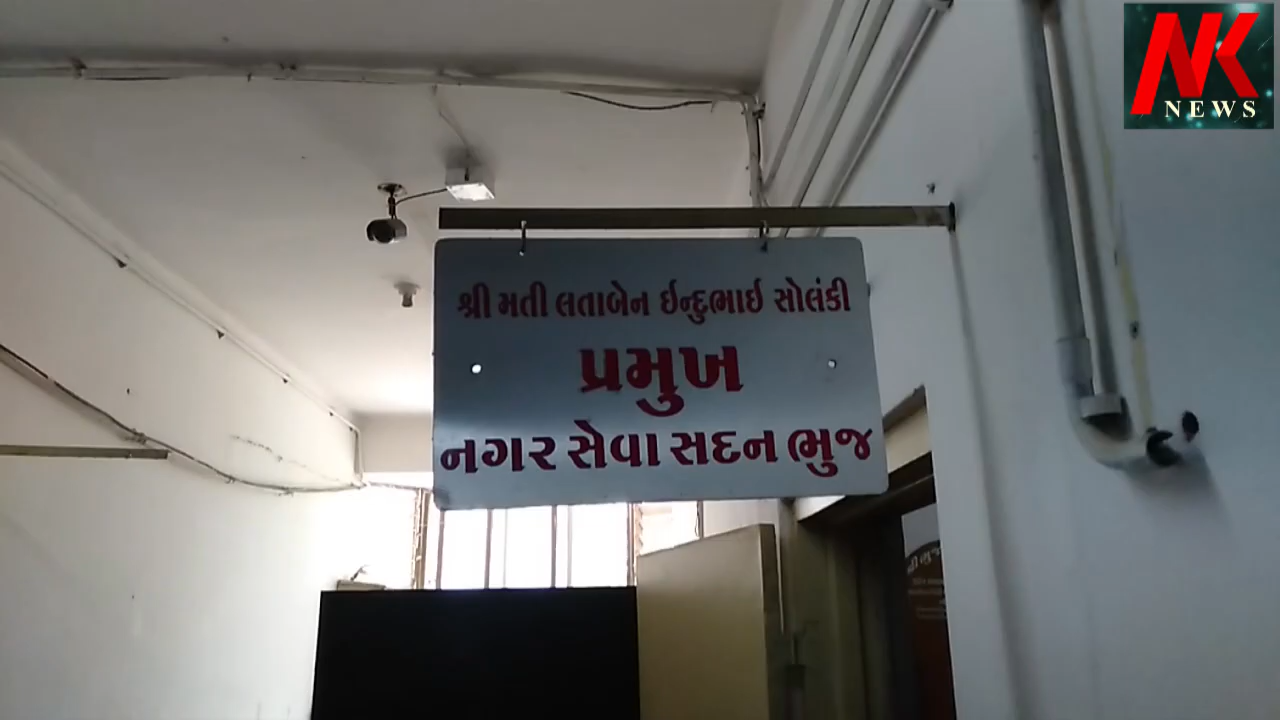 NK
NEWS
શ્રી મતી લતાબેન ઈન્દુભાઈ સોલંકી
પ્રમુખ
નગર સેવા સદન ભુજ